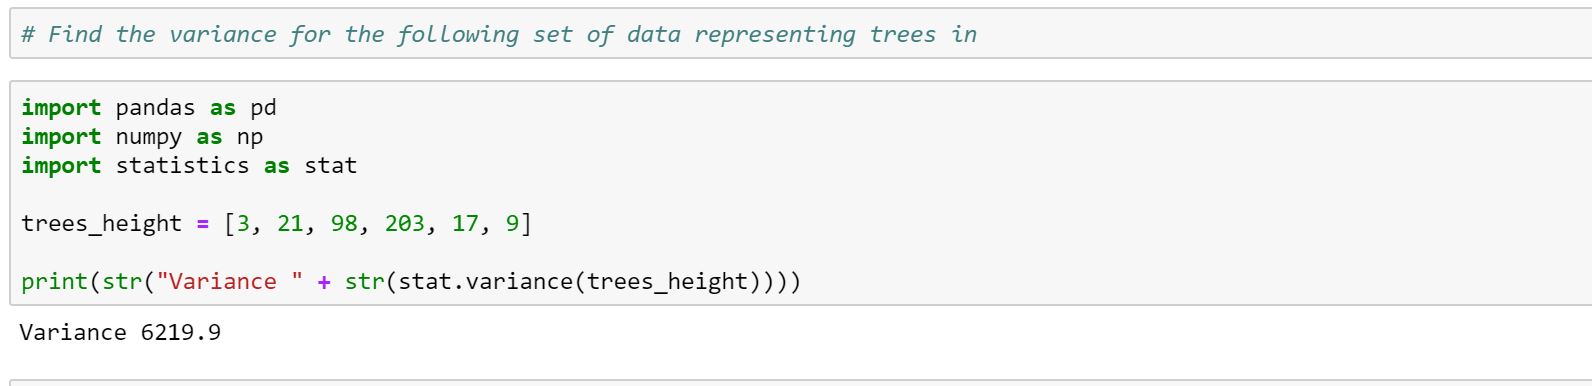 # Find the variance for the following set of data representing trees in
import pandas as pd
import numpy as np
import statistics as stat
trees_height = [3, 21, 98, 203, 17, 9]
print(str("Variance " + str(stat.variance(trees_height))))
Variance 6219.9